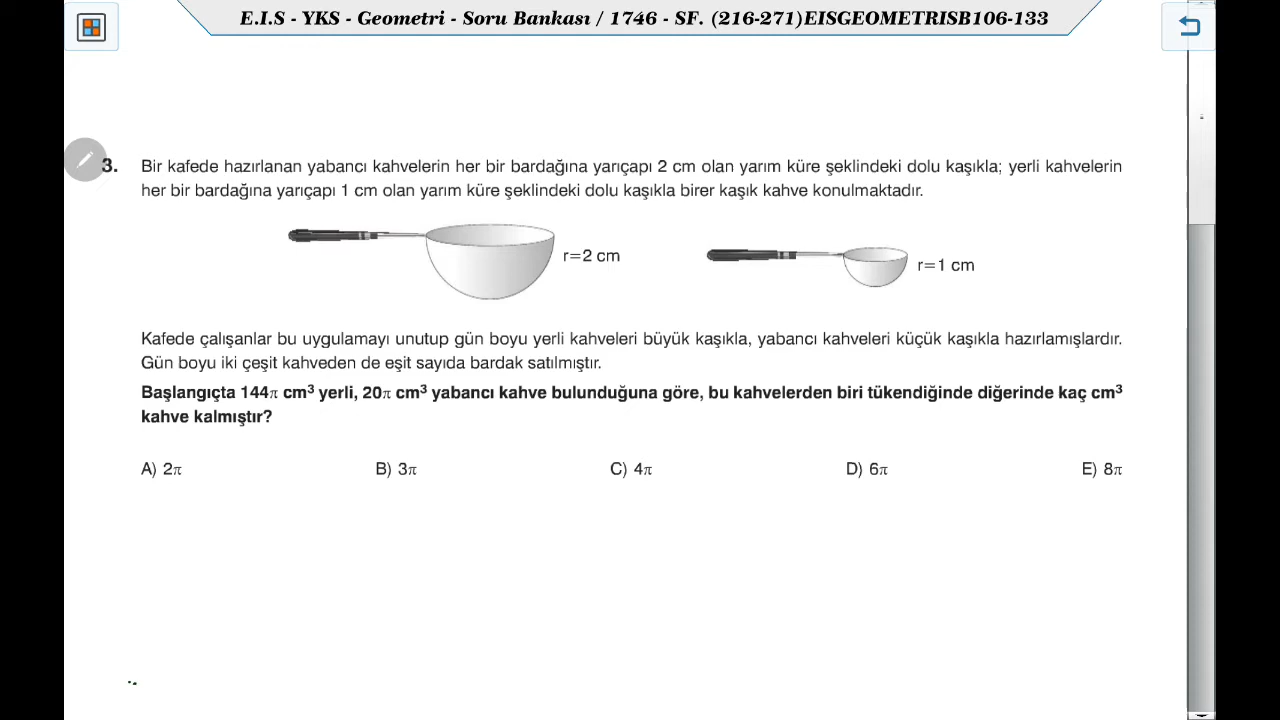 E.I.S - YKS - Geometri - Soru Bankası / 1746 - SF. (216-271)EISGEOMETRISB106-133
3. Bir kafede hazırlanan yabancı kahvelerin her bir bardağına yarıçapı 2 cm olan yarım küre şeklindeki dolu kaşıkla; yerli kahvelerin
her bir bardağına yarıçapı 1 cm olan yarım küre şeklindeki dolu kaşıkla birer kaşık kahve konulmaktadır.
r=2 cm
r=1 cm
Kafede çalışanlar bu uygulamayı unutup gün boyu yerli kahveleri büyük kaşıkla, yabancı kahveleri küçük kaşıkla hazırlamışlardır.
Gün boyu iki çeşit kahveden de eşit sayıda bardak satılmıştır.
Başlangıçta 144π cm³ yerli, 20π cm³ yabancı kahve bulunduğuna göre, bu kahvelerden biri tükendiğinde diğerinde kaç cm³
kahve kalmıştır?
A) 2π B) 3π C) 4π D) 6π E) 8π